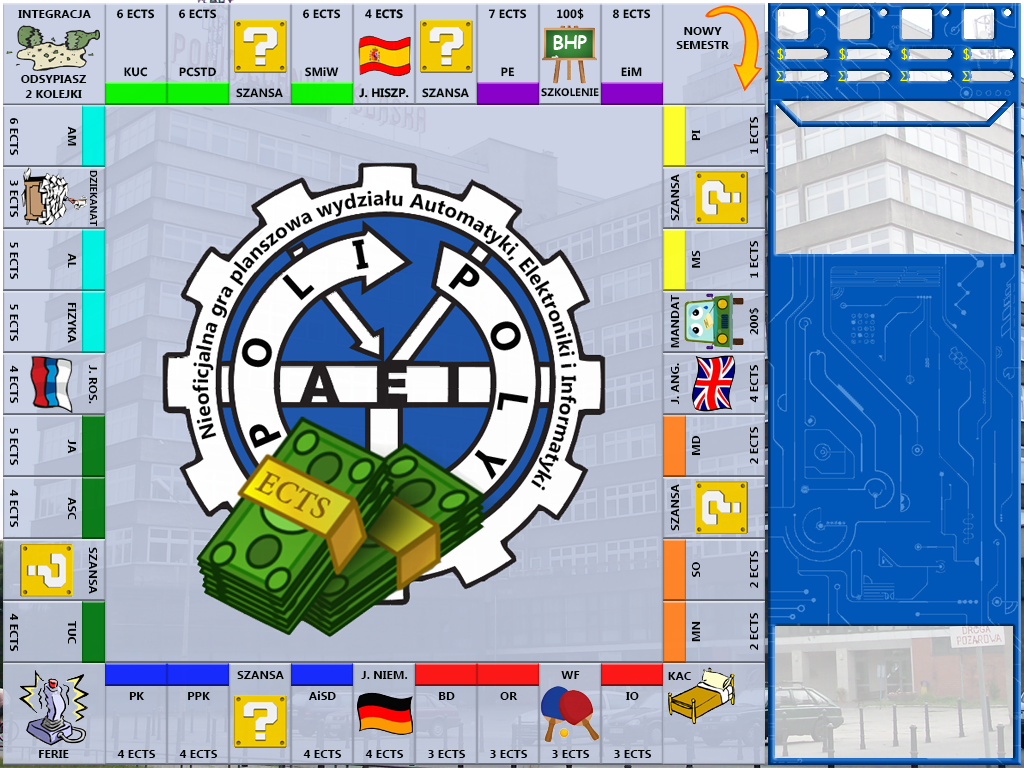 INTEGRACJA
ODSYPIASZ
2 KOLEJKI
6 ECTS
KUC
6 ECTS
PCSTD
SZANSA
6 ECTS
SMiW
4 ECTS
J. HISZP.
SZANSA
7 ECTS
PE
100$
BHP
SZKOLENIE
8 ECTS
EiM
NOWY
SEMESTR
PI
1 ECTS
SZANSA
MS
1 ECTS
MANDAT
200$
J. ANG.
4 ECTS
MD
2 ECTS
SZANSA
SO
2 ECTS
MN
2 ECTS
KAC
WF
3 ECTS
IO
3 ECTS
OR
3 ECTS
BD
3 ECTS
J. NIEM.
4 ECTS
AiSD
4 ECTS
SZANSA
PPK
4 ECTS
PK
4 ECTS
FERIE
TUC
4 ECTS
SZANSA
ASC
4 ECTS
JA
5 ECTS
J. ROS.
4 ECTS
FIZYKA
5 ECTS
AL
5 ECTS
DZIEKANAT
3 ECTS
AM
6 ECTS
Nieoficjalna gra planszowa wydziału Automatyki, Elektroniki i Informatyki
POLIPOLY
AEI
ECTS
$ $ $ $
Σ Σ Σ Σ
DROGA
POŻAROWA